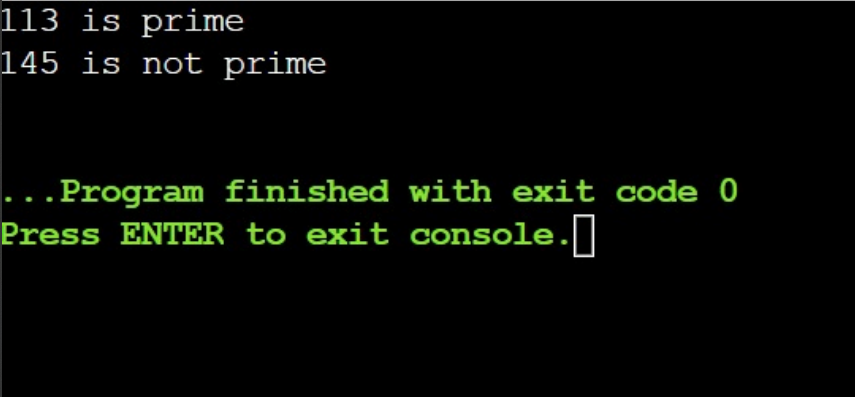 113 is prime
145 is not prime
...Program finished with exit code 0
Press ENTER to exit console.